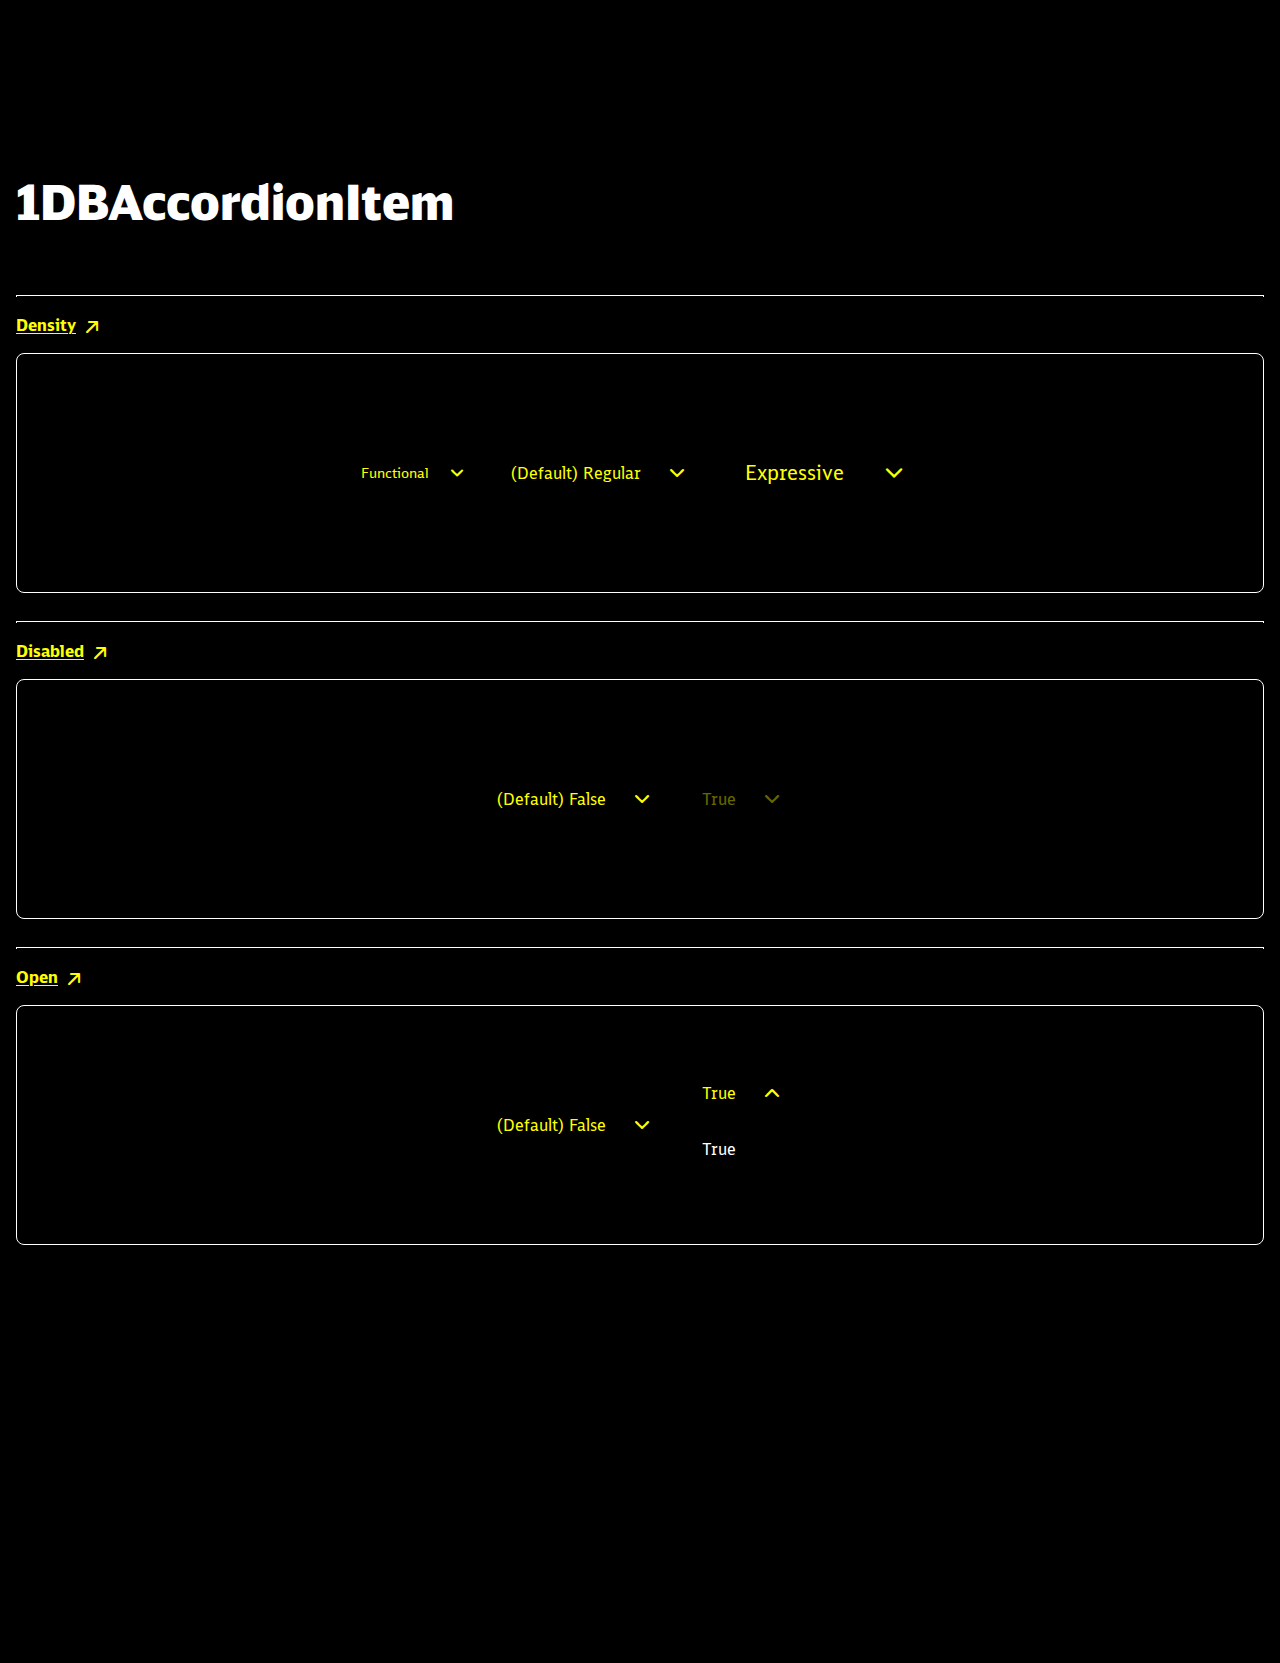 1DBAccordionItem
Density
Functional (Default) Regular Expressive
Disabled
(Default) False True
Open
True
(Default) False
True